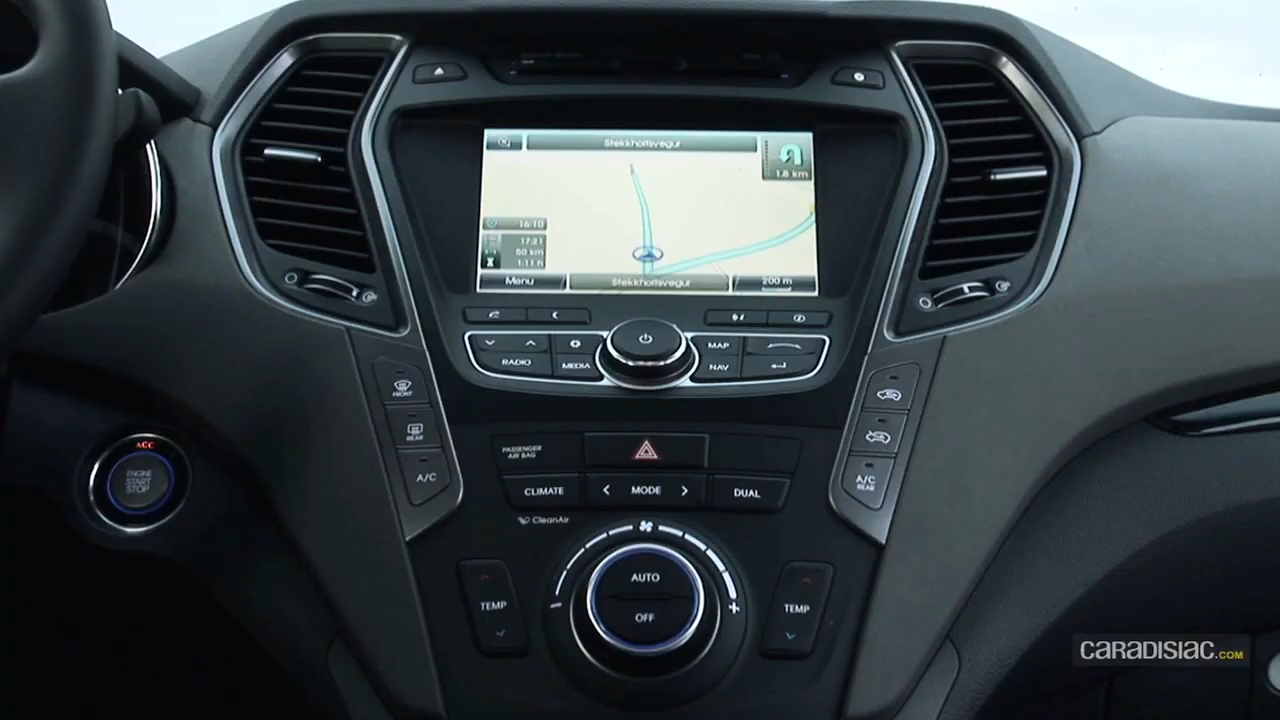 Stekkholtsvegur
1.8 km
16:10
17:21
50 km
1:11 h
Menu
Stekkholtsvegur
200 m
RADIO
MEDIA
MAP
NAV
FRONT
REAR
A/C
A/C
REAR
ACC
ENGINE
START
STOP
PASSENGER
AIR BAG
CLIMATE
MODE
DUAL
CleanAir
AUTO
OFF
TEMP
TEMP
CARADISIAC.COM